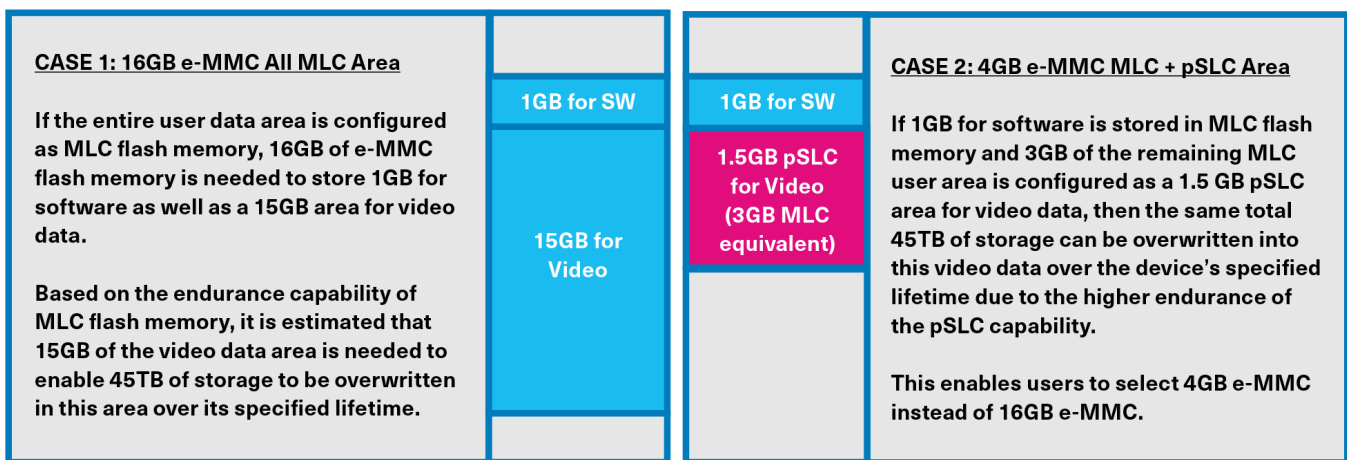 CASE 1: 16GB e-MMC All MLC Area
If the entire user data area is configured
as MLC flash memory, 16GB of e-MMC
flash memory is needed to store 1GB for
software as well as a 15GB area for video
data.
Based on the endurance capability of
MLC flash memory, it is estimated that
15GB of the video data area is needed to
enable 45TB of storage to be overwritten
in this area over its specified lifetime.
1GB for SW
15GB for
Video
1GB for SW
1.5GB pSLC
for Video
(3GB MLC
equivalent)
CASE 2: 4GB e-MMC MLC + pSLC Area
If 1GB for software is stored in MLC flash
memory and 3GB of the remaining MLC
user area is configured as a 1.5 GB pSLC
area for video data, then the same total
45TB of storage can be overwritten into
this video data over the device’s specified
lifetime due to the higher endurance of
the pSLC capability.
This enables users to select 4GB e-MMC
instead of 16GB e-MMC.